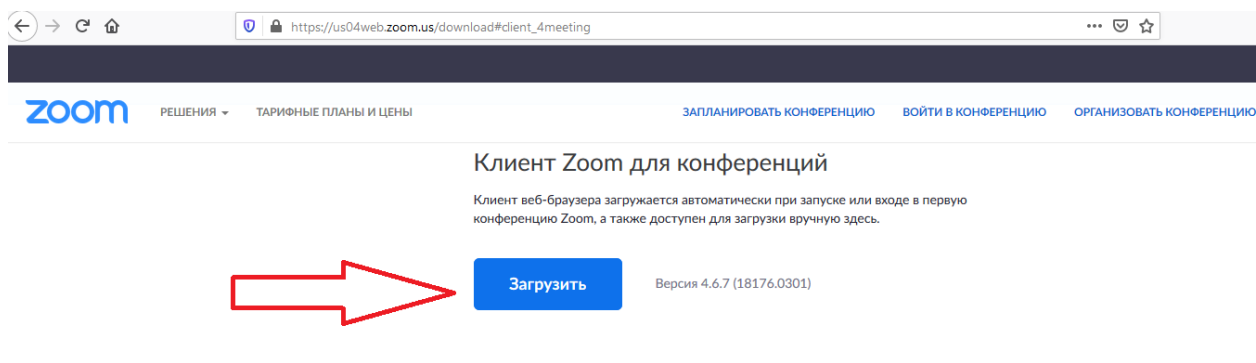 https://us04web.zoom.us/download#client_4meeting
zoom РЕШЕНИЯ ТАРИФНЫЕ ПЛАНЫ И ЦЕНЫ ЗАПЛАНИРОВАТЬ КОНФЕРЕНЦИЮ ВОЙТИ В КОНФЕРЕНЦИЮ ОРГАНИЗОВАТЬ КОНФЕРЕНЦИЮ
Клиент Zoom для конференций
Клиент веб-браузера загружается автоматически при запуске или входе в первую
конференцию Zoom, а также доступен для загрузки вручную здесь.
Загрузить Версия 4.6.7 (18176.0301)